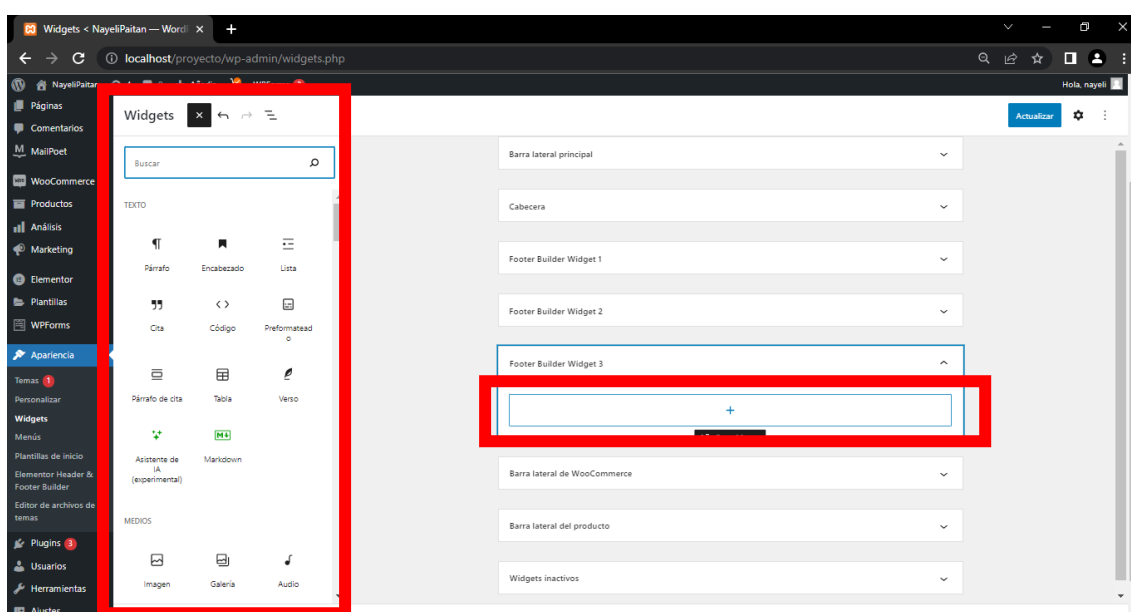 Widgets < NayeliPaitan — Word
localhost/proyecto/wp-admin/widgets.php
NayeliPaitan
Hola, nayeli
Páginas
Comentarios
MailPoet
WooCommerce
Productos
Análisis
Marketing
Elementor
Plantillas
WPForms
Apariencia
Temas 1
Personalizar
Widgets
Menús
Plantillas de inicio
Elementor Header &
Footer Builder
Editor de archivos de
temas
Plugins 3
Usuarios
Herramientas
Ajustes
Widgets
Buscar
TEXTO
Párrafo
Encabezado
Lista
Cita
Código
Preformatead
o
Párrafo de cita
Tabla
Verso
Asistente de
IA
(experimental)
Markdown
MEDIOS
Imagen
Galería
Audio
Actualizar
Barra lateral principal
Cabecera
Footer Builder Widget 1
Footer Builder Widget 2
Footer Builder Widget 3
+
Barra lateral de WooCommerce
Barra lateral del producto
Widgets inactivos